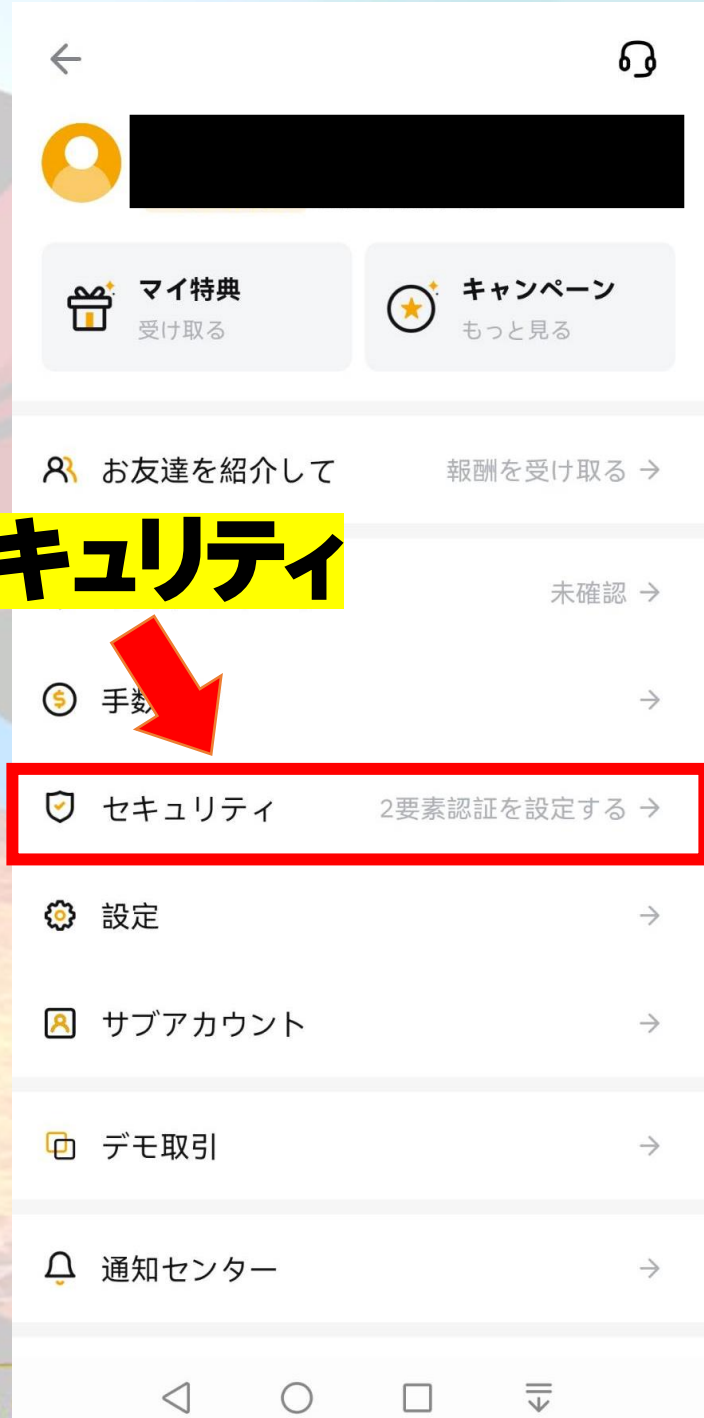 マイ特典
受け取る
キャンペーン
もっと見る
お友達を紹介して 報酬を受け取る
キュリティ
未確認
手数
セキュリティ 2要素認証を設定する
設定
サブアカウント
デモ取引
通知センター